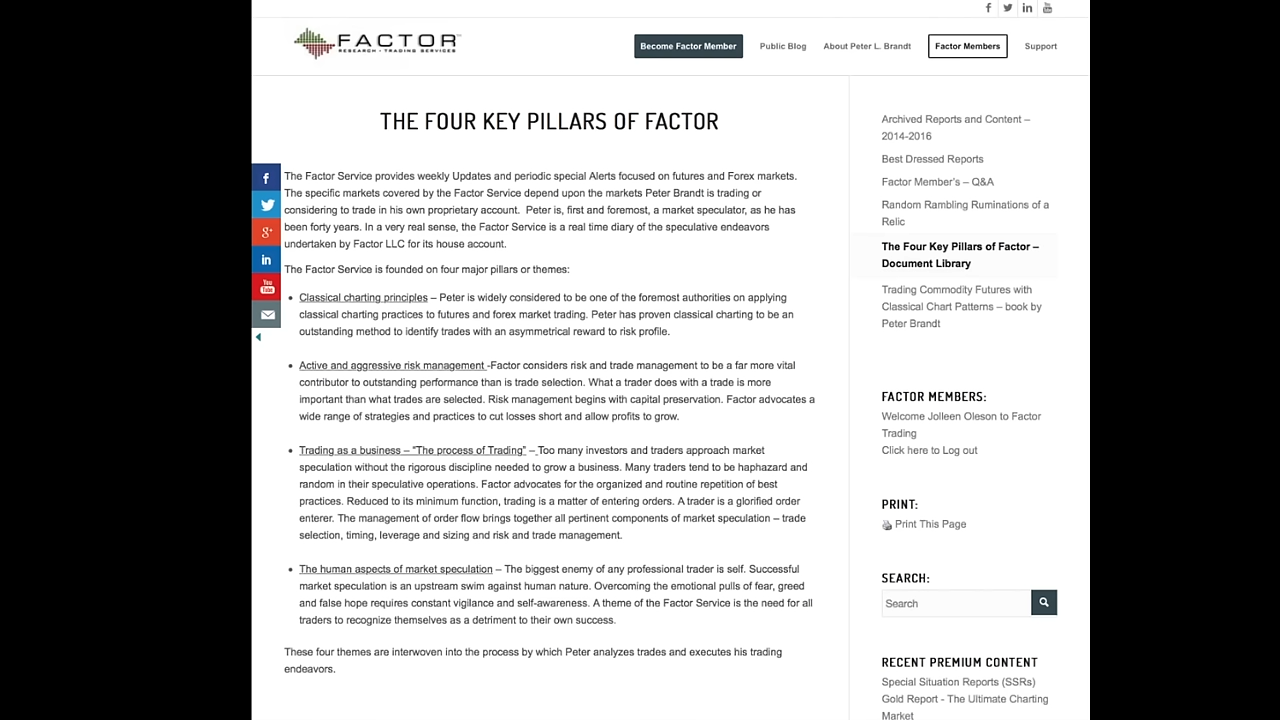 FACTOR™
RESEARCH • TRADING SERVICES
Become Factor Member
Public Blog
About Peter L. Brandt
Factor Members
Support
THE FOUR KEY PILLARS OF FACTOR
The Factor Service provides weekly Updates and periodic special Alerts focused on futures and Forex markets.
The specific markets covered by the Factor Service depend upon the markets Peter Brandt is trading or
considering to trade in his own proprietary account.  Peter is, first and foremost, a market speculator, as he has
been forty years. In a very real sense, the Factor Service is a real time diary of the speculative endeavors
undertaken by Factor LLC for its house account.
The Factor Service is founded on four major pillars or themes:
• Classical charting principles – Peter is widely considered to be one of the foremost authorities on applying
classical charting practices to futures and forex market trading. Peter has proven classical charting to be an
outstanding method to identify trades with an asymmetrical reward to risk profile.
• Active and aggressive risk management -Factor considers risk and trade management to be a far more vital
contributor to outstanding performance than is trade selection. What a trader does with a trade is more
important than what trades are selected. Risk management begins with capital preservation. Factor advocates a
wide range of strategies and practices to cut losses short and allow profits to grow.
• Trading as a business – "The process of Trading" – Too many investors and traders approach market
speculation without the rigorous discipline needed to grow a business. Many traders tend to be haphazard and
random in their speculative operations. Factor advocates for the organized and routine repetition of best
practices. Reduced to its minimum function, trading is a matter of entering orders. A trader is a glorified order
enterer. The management of order flow brings together all pertinent components of market speculation – trade
selection, timing, leverage and sizing and risk and trade management.
• The human aspects of market speculation – The biggest enemy of any professional trader is self. Successful
market speculation is an upstream swim against human nature. Overcoming the emotional pulls of fear, greed
and false hope requires constant vigilance and self-awareness. A theme of the Factor Service is the need for all
traders to recognize themselves as a detriment to their own success.
These four themes are interwoven into the process by which Peter analyzes trades and executes his trading
endeavors.
Archived Reports and Content –
2014-2016
Best Dressed Reports
Factor Member's – Q&A
Random Rambling Ruminations of a
Relic
The Four Key Pillars of Factor –
Document Library
Trading Commodity Futures with
Classical Chart Patterns – book by
Peter Brandt
FACTOR MEMBERS:
Welcome Jolleen Oleson to Factor
Trading
Click here to Log out
PRINT:
Print This Page
SEARCH:
Search
RECENT PREMIUM CONTENT
Special Situation Reports (SSRs)
Gold Report - The Ultimate Charting
Market